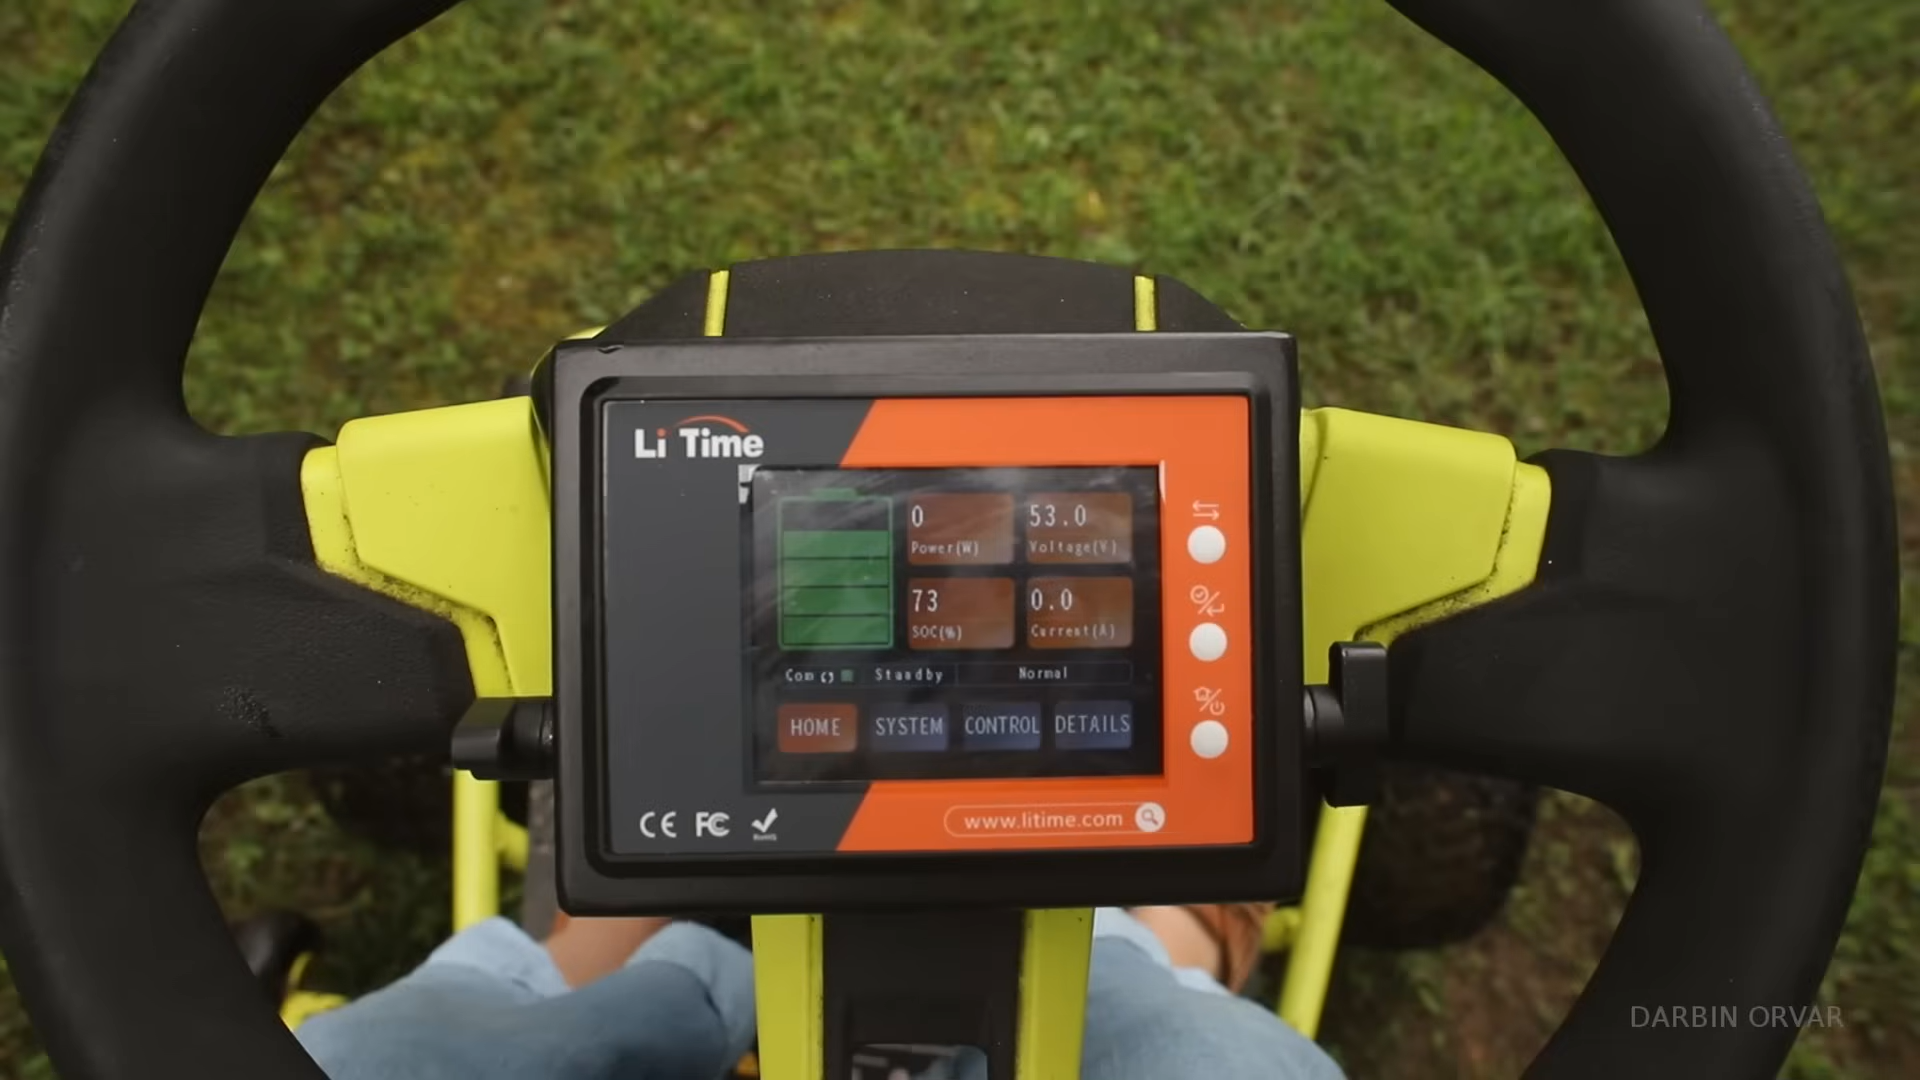 Li Time
0
Power(W)
53.0
Voltage(V)
73
SOC(%)
0.0
Current(A)
Com
Standby
Normal
HOME
SYSTEM
CONTROL
DETAILS
CE FC
RoHS
www.litime.com
DARBIN ORVAR